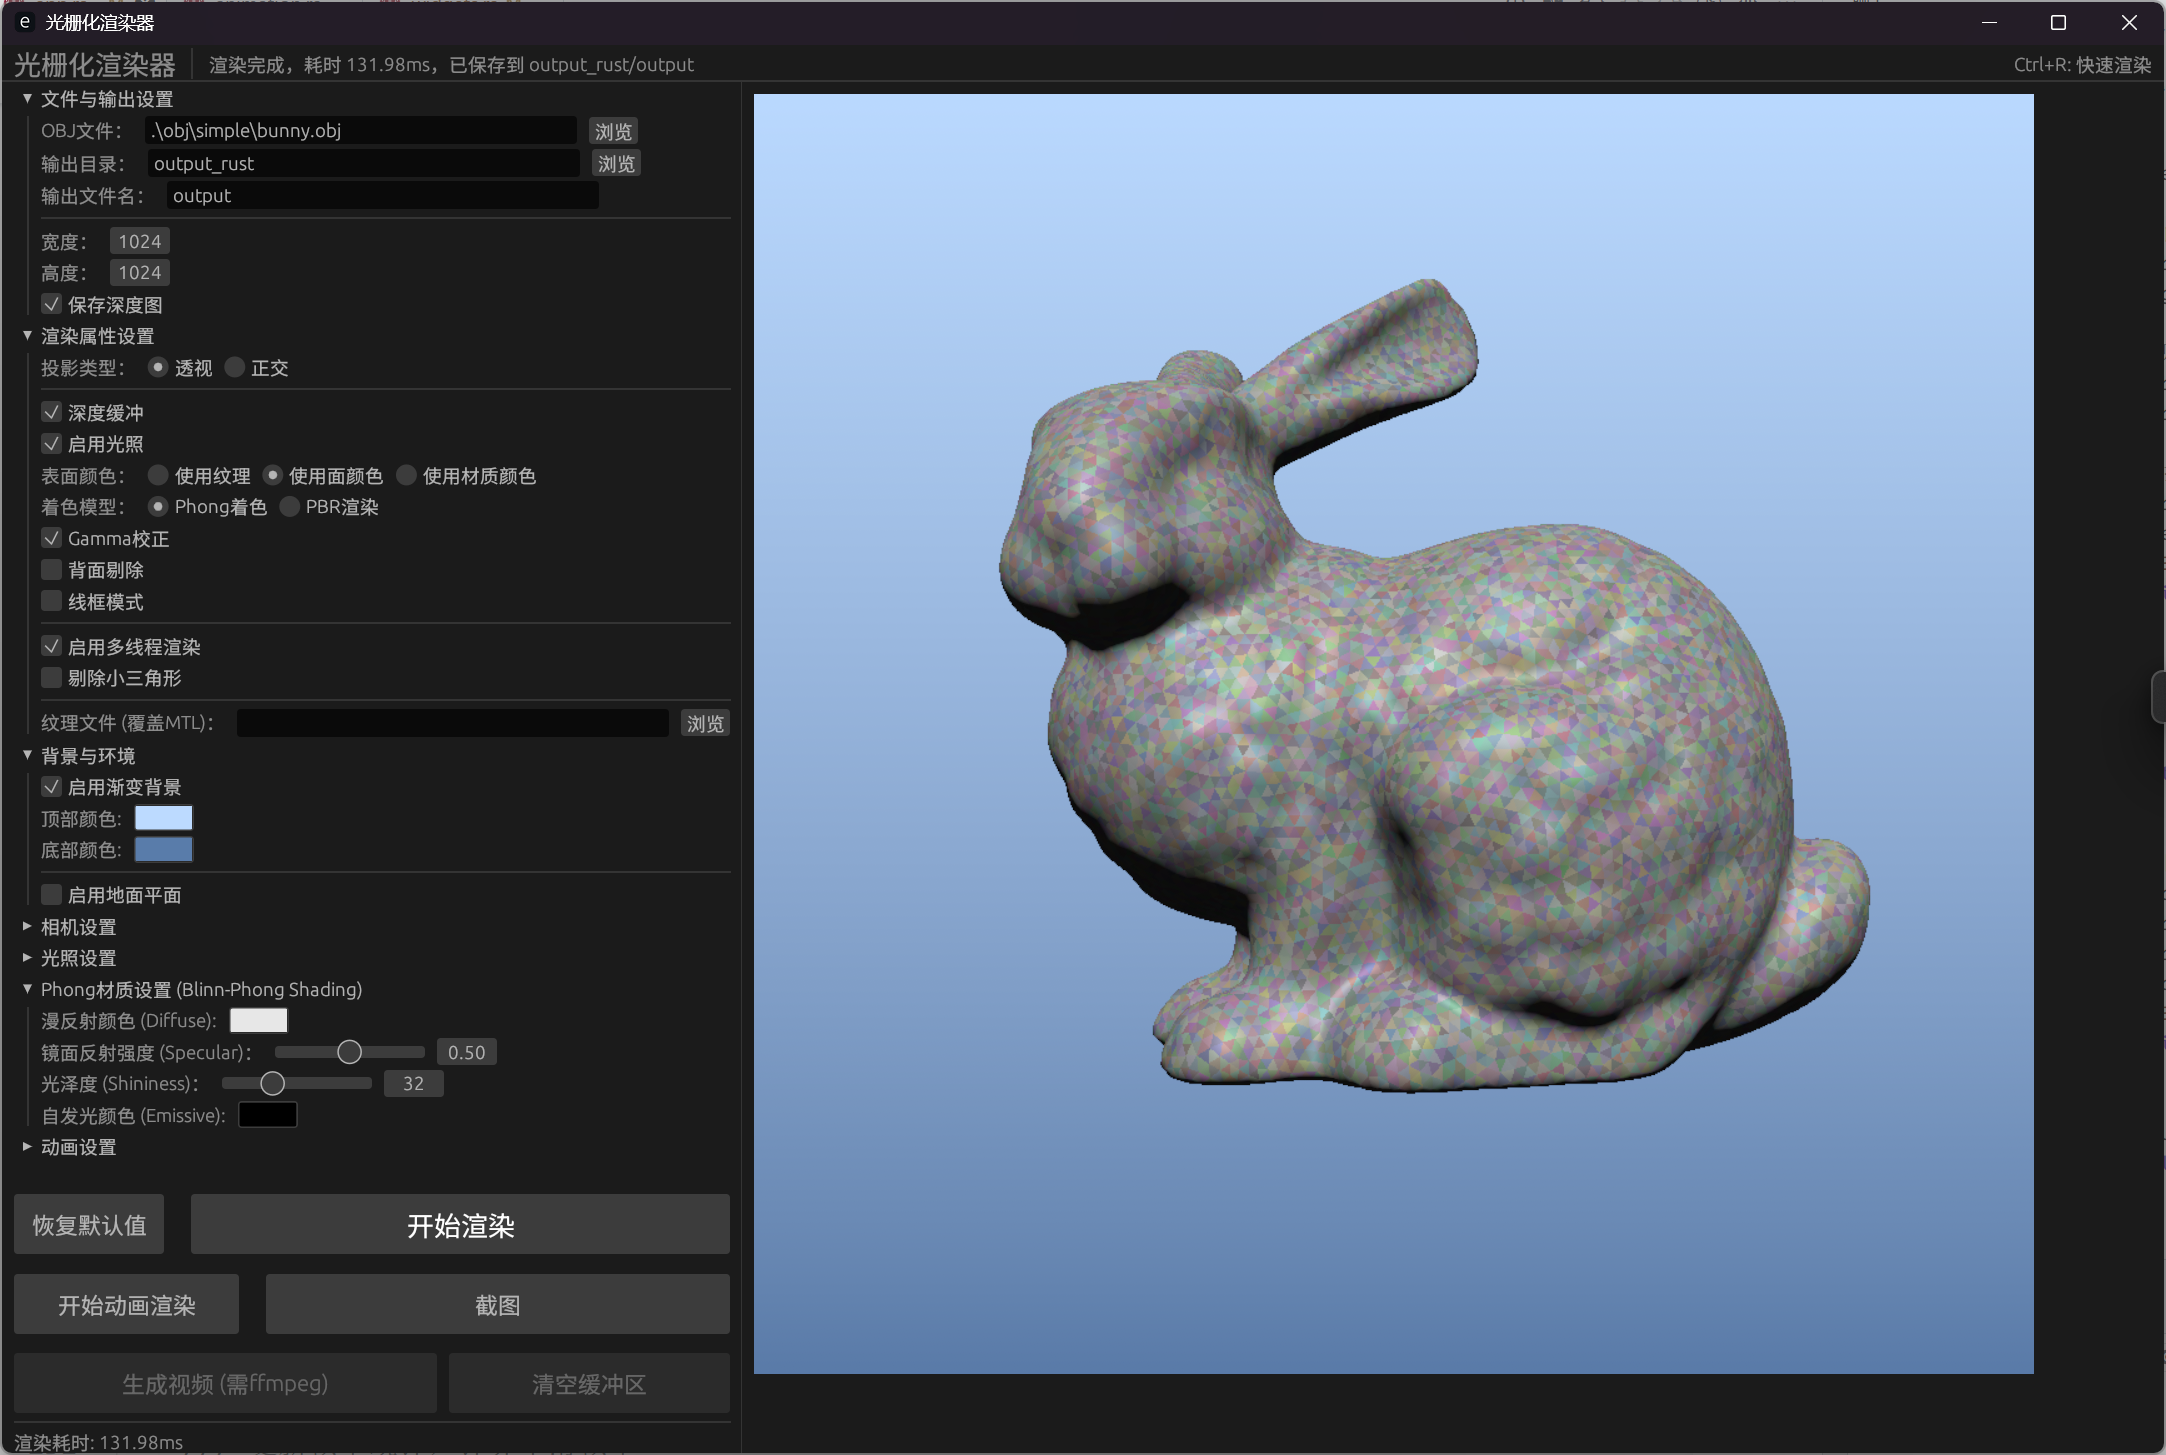 e 光栅化渲染器
光栅化渲染器 渲染完成，耗时 131.98ms，已保存到 output_rust/output Ctrl+R: 快速渲染
▼ 文件与输出设置
OBJ文件： .\obj\simple\bunny.obj 浏览
输出目录： output_rust 浏览
输出文件名： output
宽度： 1024
高度： 1024
保存深度图
▼ 渲染属性设置
投影类型： 透视 正交
深度缓冲
启用光照
表面颜色： 使用纹理 使用面颜色 使用材质颜色
着色模型： Phong着色 PBR渲染
Gamma校正
背面剔除
线框模式
启用多线程渲染
剔除小三角形
纹理文件 (覆盖MTL)： 浏览
▼ 背景与环境
启用渐变背景
顶部颜色:
底部颜色:
启用地面平面
▶ 相机设置
▶ 光照设置
▼ Phong材质设置 (Blinn-Phong Shading)
漫反射颜色 (Diffuse):
镜面反射强度 (Specular)： 0.50
光泽度 (Shininess)： 32
自发光颜色 (Emissive):
▶ 动画设置
恢复默认值 开始渲染
开始动画渲染 截图
生成视频 (需ffmpeg) 清空缓冲区
渲染耗时: 131.98ms